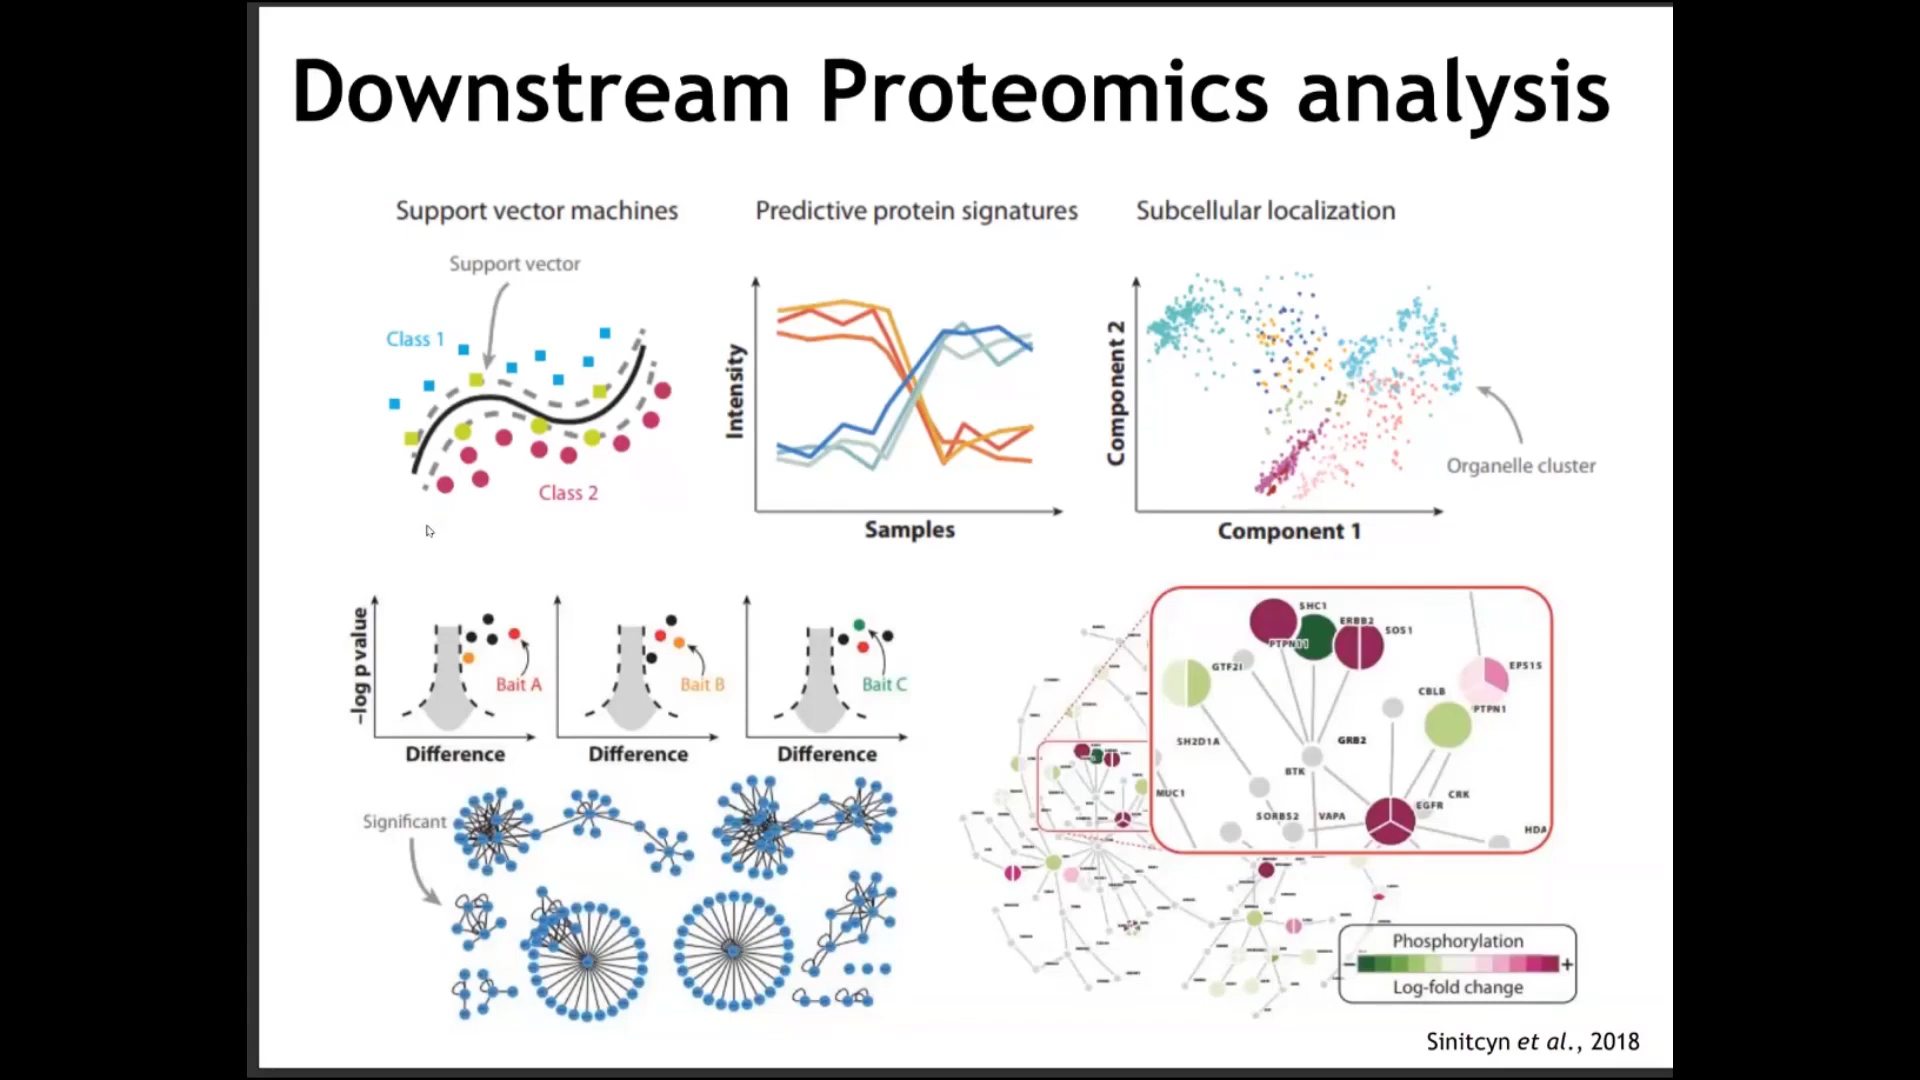 Downstream Proteomics analysis
Support vector machines
Support vector
Class 1
Class 2
Predictive protein signatures
Intensity
Samples
Subcellular localization
Component 2
Organelle cluster
Component 1
–log p value
Bait A
Difference
Bait B
Difference
Bait C
Difference
Significant
SHC1
ERBB2
SOS1
PTPN11
GTF2I
EPS15
CBLB
PTPN1
SH2D1A
GRB2
BTK
MUC1
CRK
EGFR
SORBS2
VAPA
HDA
Phosphorylation
– +
Log-fold change
Sinitcyn et al., 2018